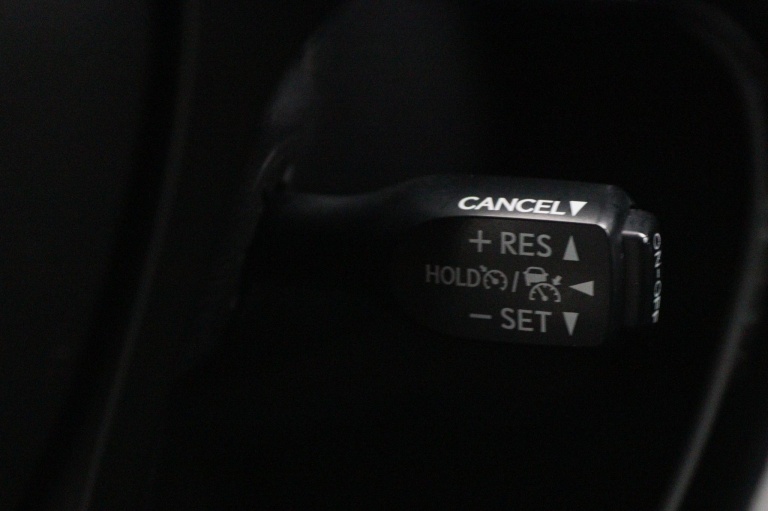 CANCEL▼
+ RES ▲
HOLD / ◀
− SET ▼
ON-OFF